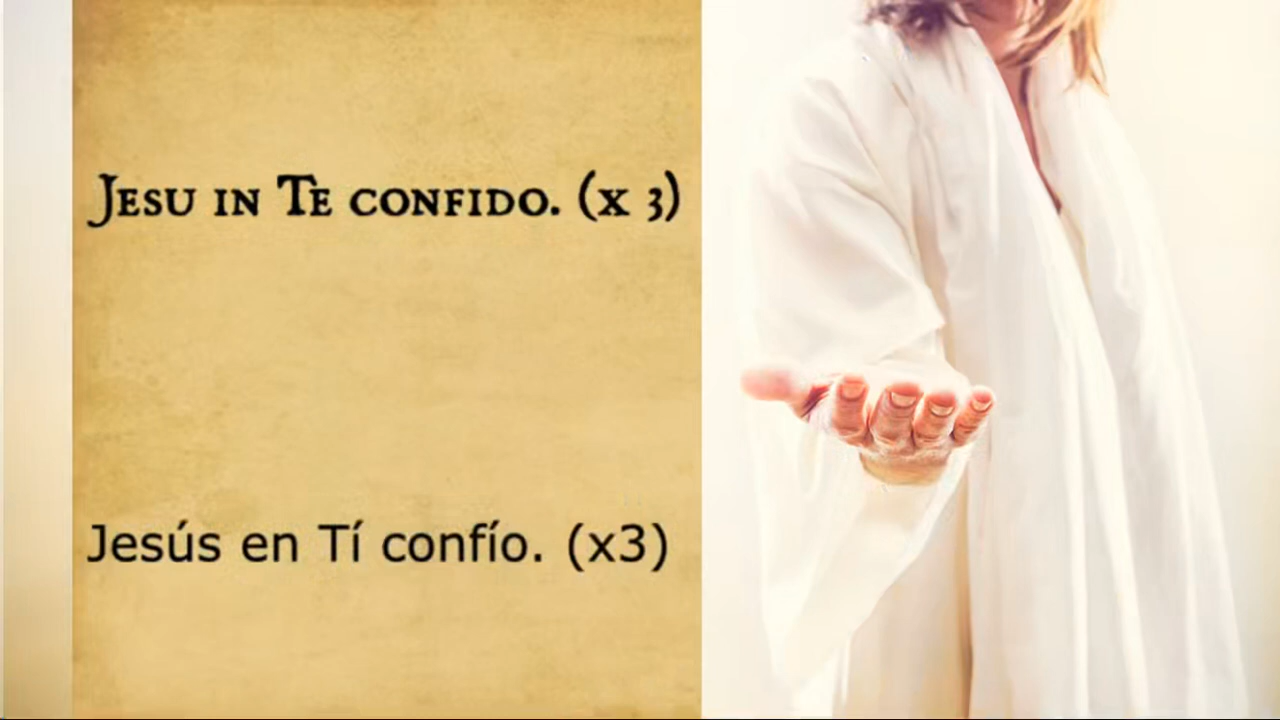 Jesu in Te confido. (x 3)
Jesús en Tí confío. (x3)